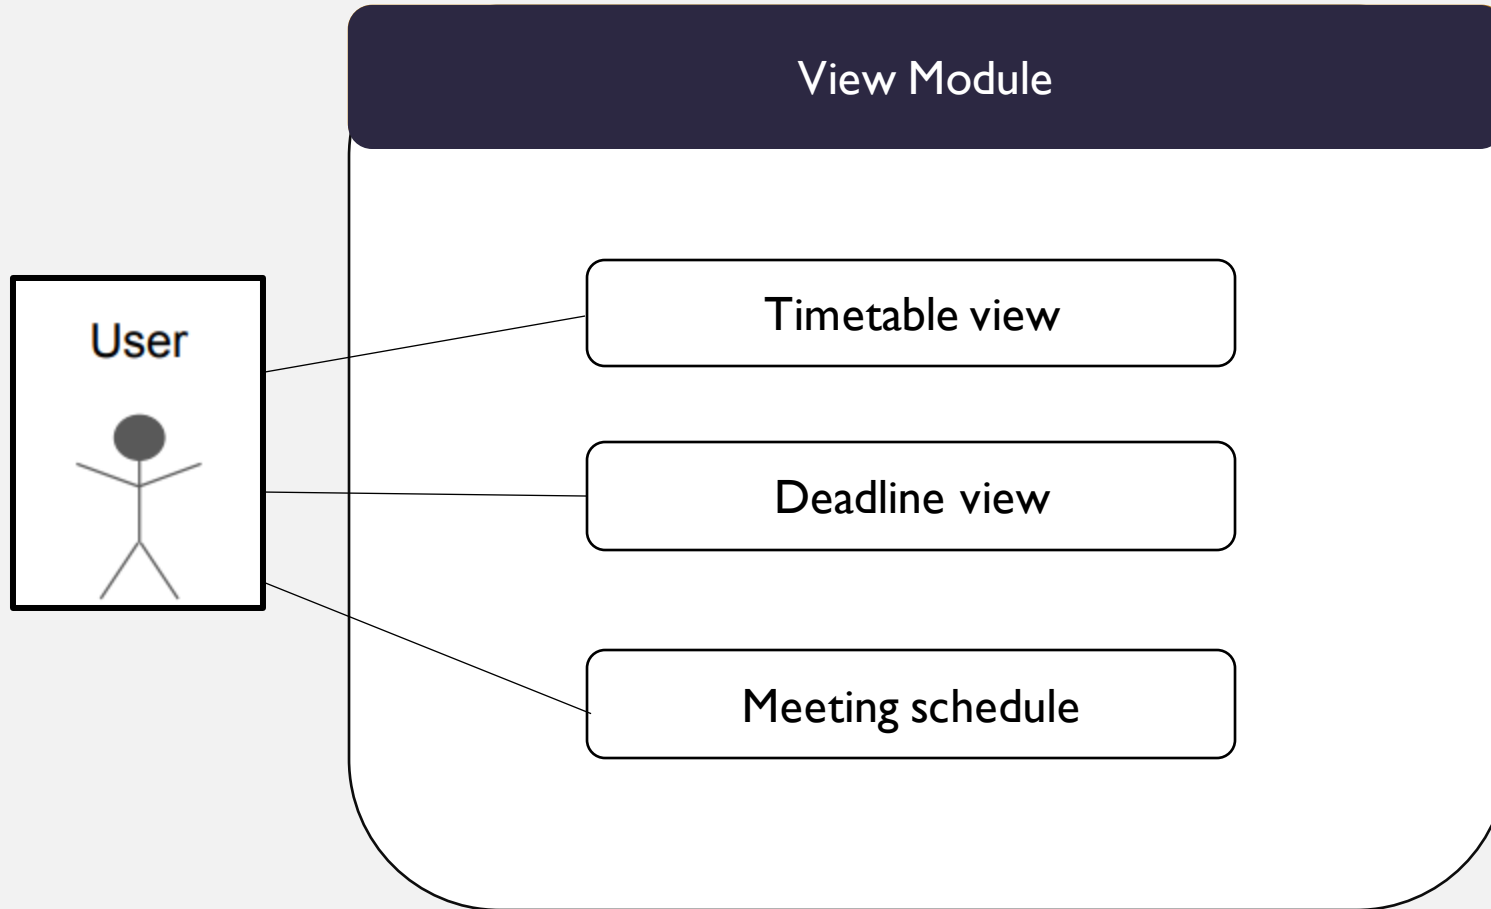 View Module
User
Timetable view
Deadline view
Meeting schedule